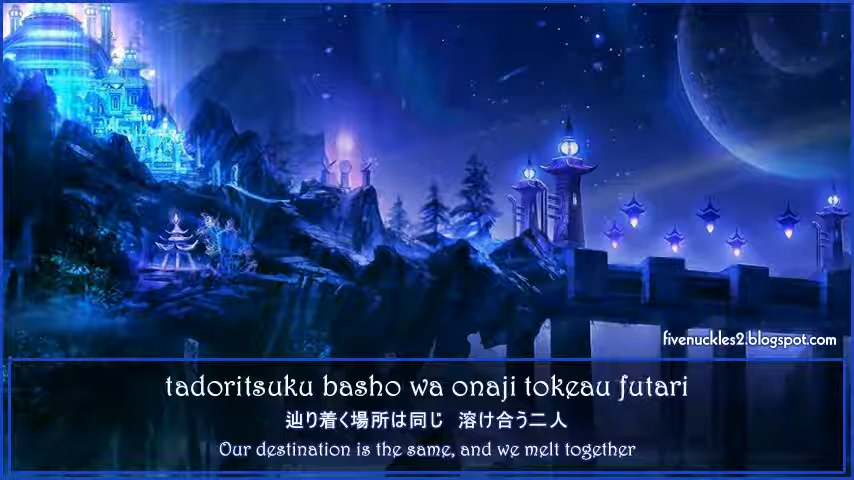 fivenuckles2.blogspot.com
tadoritsuku basho wa onaji tokeau futari
辿り着く場所は同じ　溶け合う二人
Our destination is the same, and we melt together